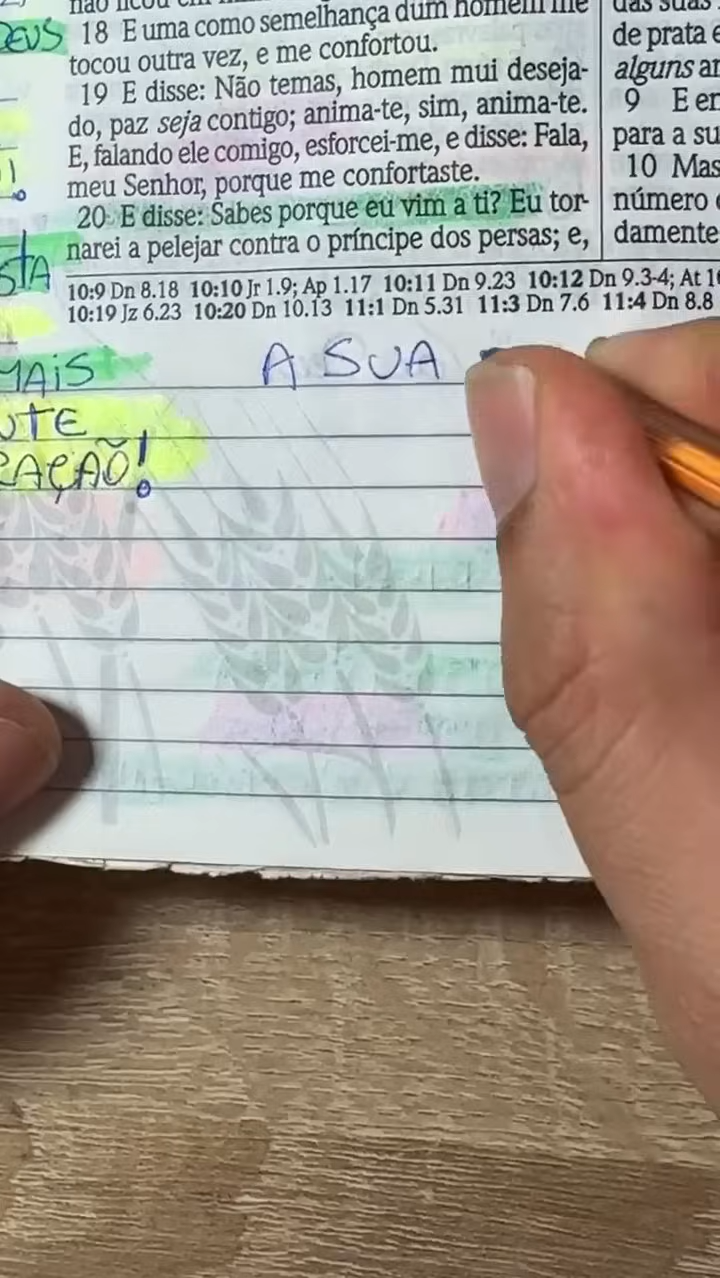 18 E uma como semelhança dum homem me
tocou outra vez, e me confortou.
19 E disse: Não temas, homem mui deseja-
do, paz seja contigo; anima-te, sim, anima-te.
E, falando ele comigo, esforcei-me, e disse: Fala,
meu Senhor, porque me confortaste.
20 E disse: Sabes porque eu vim a ti? Eu tor-
narei a pelejar contra o príncipe dos persas; e,
10:9 Dn 8.18 10:10 Jr 1.9; Ap 1.17 10:11 Dn 9.23 10:12 Dn 9.3-4; At
10:19 Jz 6.23 10:20 Dn 10.13 11:1 Dn 5.31 11:3 Dn 7.6 11:4 Dn 8.8
das suas
de prata e
alguns
9 E
para a su
10 Mas
número
damente
DEUS
MAIS
A SUA